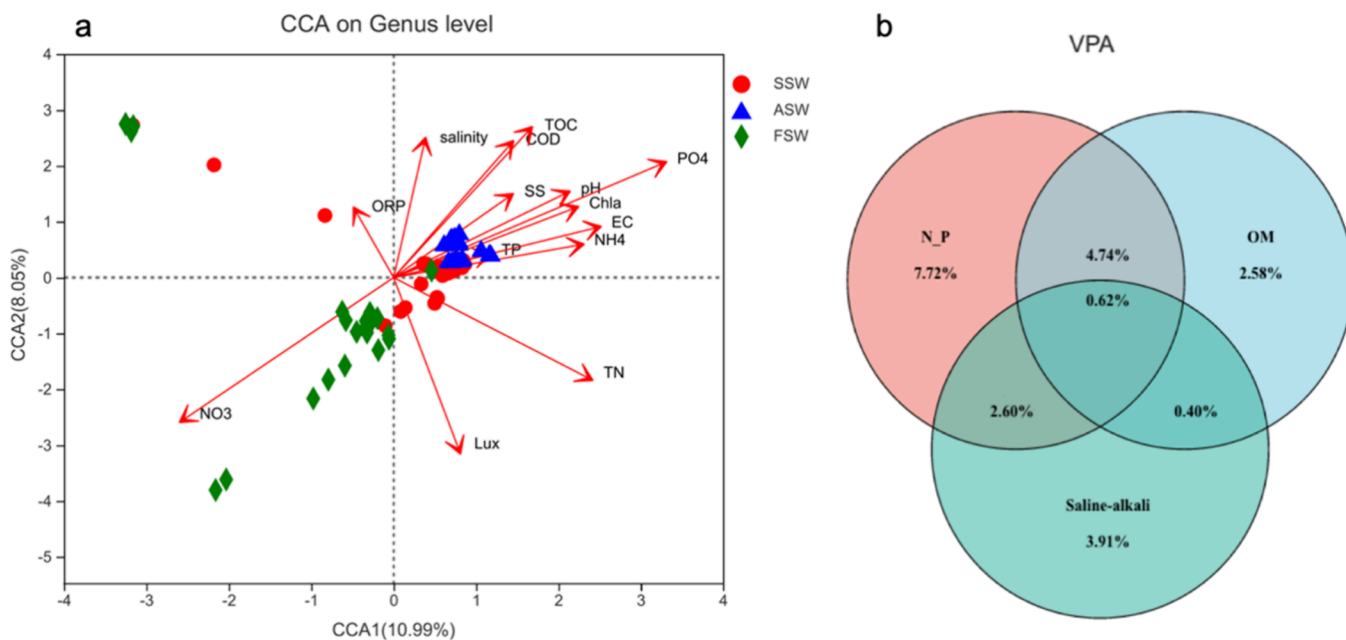 a
CCA on Genus level
b
VPA
SSW
ASW
FSW
4
3
2
1
0
-1
-2
-3
-4
-5
CCA2(8.05%)
salinity
TOC
COD
PO4
SS
pH
Chla
ORP
EC
NH4
TP
TN
NO3
Lux
-4
-3
-2
-1
0
1
2
3
4
CCA1(10.99%)
N_P
7.72%
4.74%
OM
2.58%
0.62%
2.60%
0.40%
Saline-alkali
3.91%